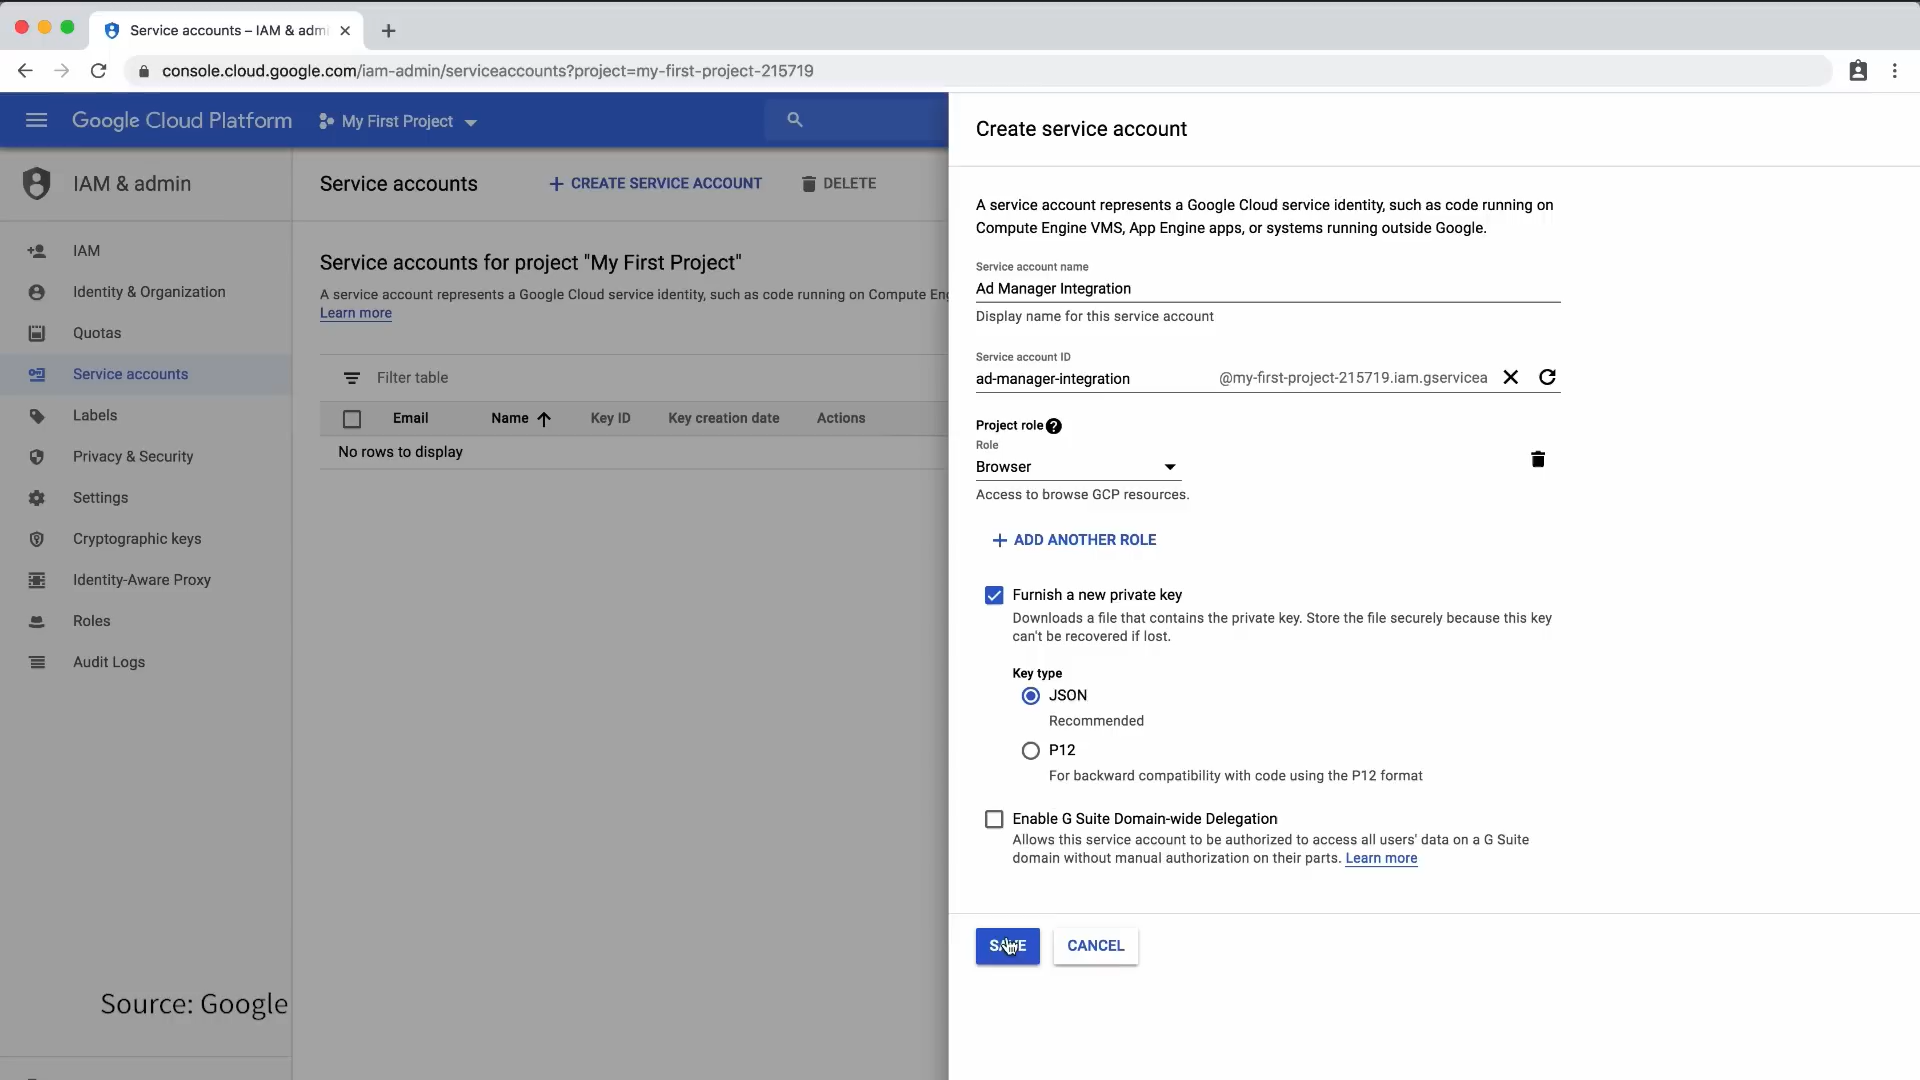 Service accounts – IAM & admi
console.cloud.google.com/iam-admin/serviceaccounts?project=my-first-project-215719
Google Cloud Platform
My First Project
IAM & admin
IAM
Identity & Organization
Quotas
Service accounts
Labels
Privacy & Security
Settings
Cryptographic keys
Identity-Aware Proxy
Roles
Audit Logs
Source: Google
Service accounts
CREATE SERVICE ACCOUNT
DELETE
Service accounts for project "My First Project"
A service account represents a Google Cloud service identity, such as code running on Compute Eng
Learn more
Filter table
Email Name Key ID Key creation date Actions
No rows to display
Create service account
A service account represents a Google Cloud service identity, such as code running on
Compute Engine VMS, App Engine apps, or systems running outside Google.
Service account name
Ad Manager Integration
Display name for this service account
Service account ID
ad-manager-integration @my-first-project-215719.iam.gservicea
Project role
Role
Browser
Access to browse GCP resources.
ADD ANOTHER ROLE
Furnish a new private key
Downloads a file that contains the private key. Store the file securely because this key
can't be recovered if lost.
Key type
JSON
Recommended
P12
For backward compatibility with code using the P12 format
Enable G Suite Domain-wide Delegation
Allows this service account to be authorized to access all users' data on a G Suite
domain without manual authorization on their parts. Learn more
SAVE CANCEL